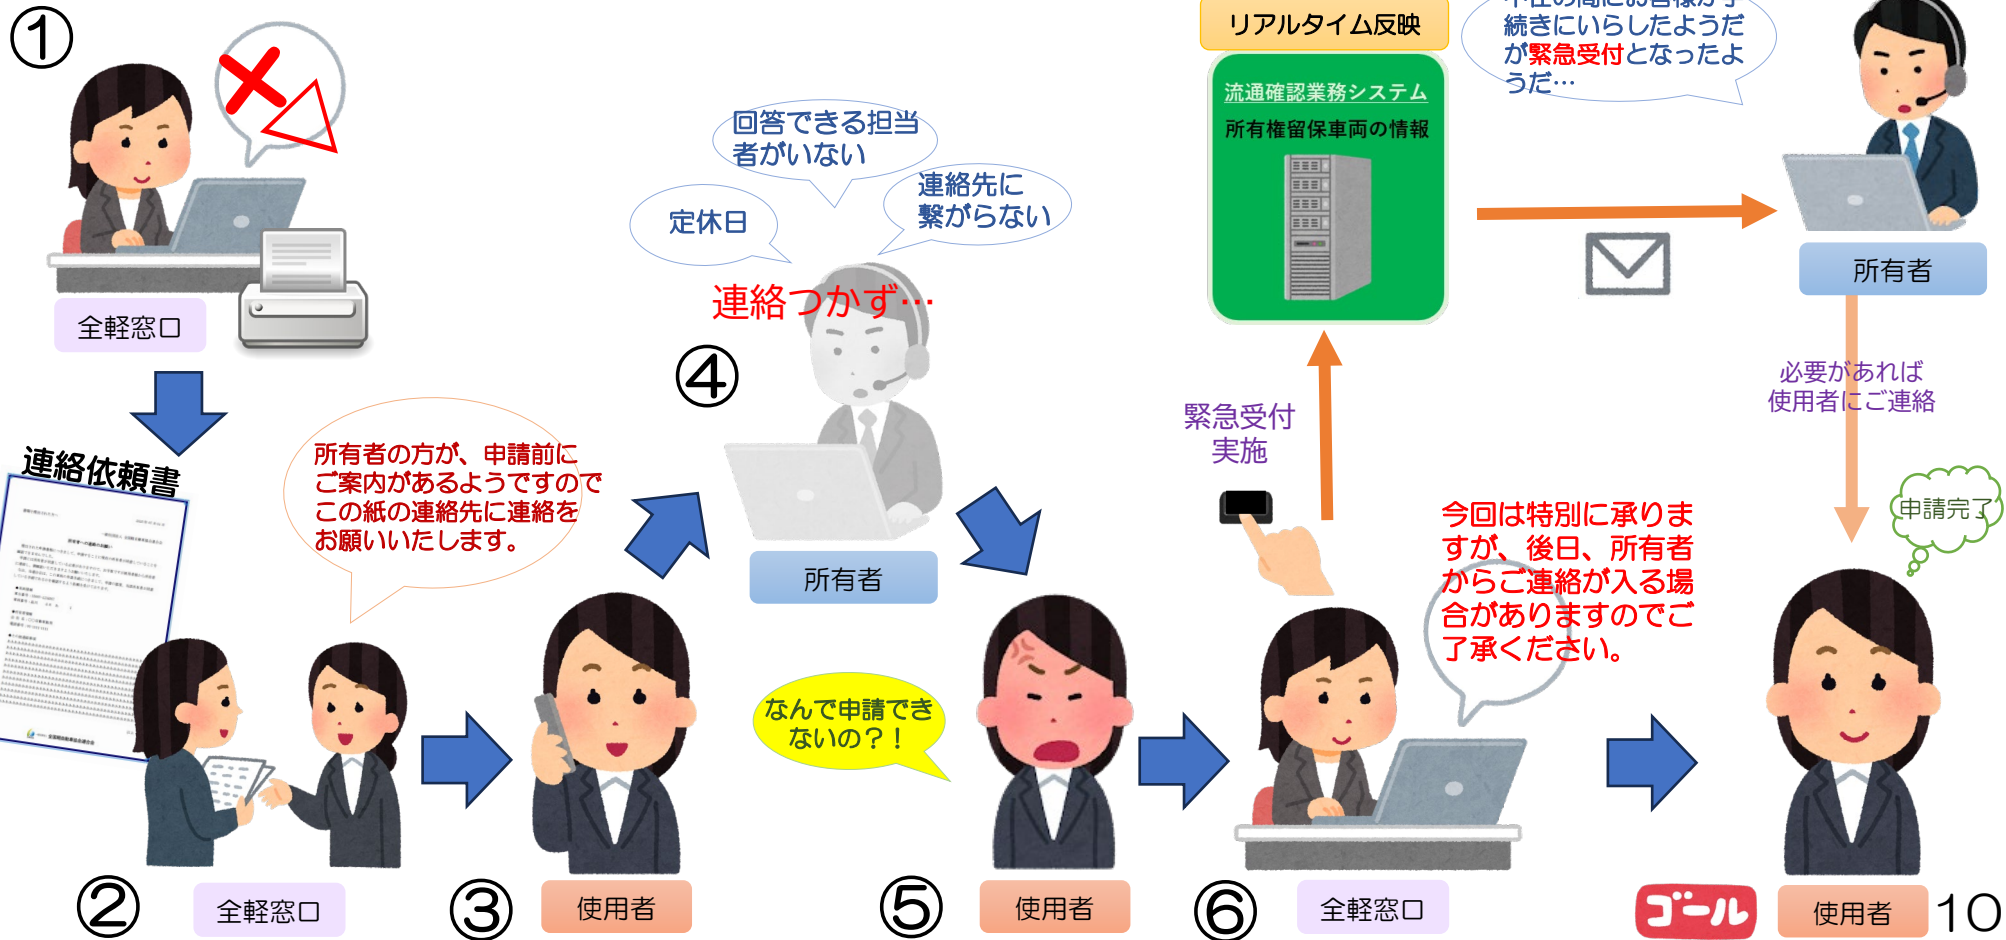 ①
全軽窓口
連絡依頼書
所有者の方が、申請前に
ご案内があるようですので
この紙の連絡先に連絡を
お願いいたします。
②
全軽窓口
③
使用者
回答できる担当
者がいない
定休日
連絡先に
繋がらない
連絡つかず…
④
所有者
なんで申請でき
ないの？！
⑤
使用者
リアルタイム反映
流通確認業務システム
所有権留保車両の情報
緊急受付
実施
今回は特別に承りま
すが、後日、所有者
からご連絡が入る場
合がありますのでご
了承ください。
⑥
全軽窓口
不在の間にお客様が手
続きにいらしたようだ
が緊急受付となったよ
うだ…
所有者
必要があれば
使用者にご連絡
申請完了
ゴール
使用者
10